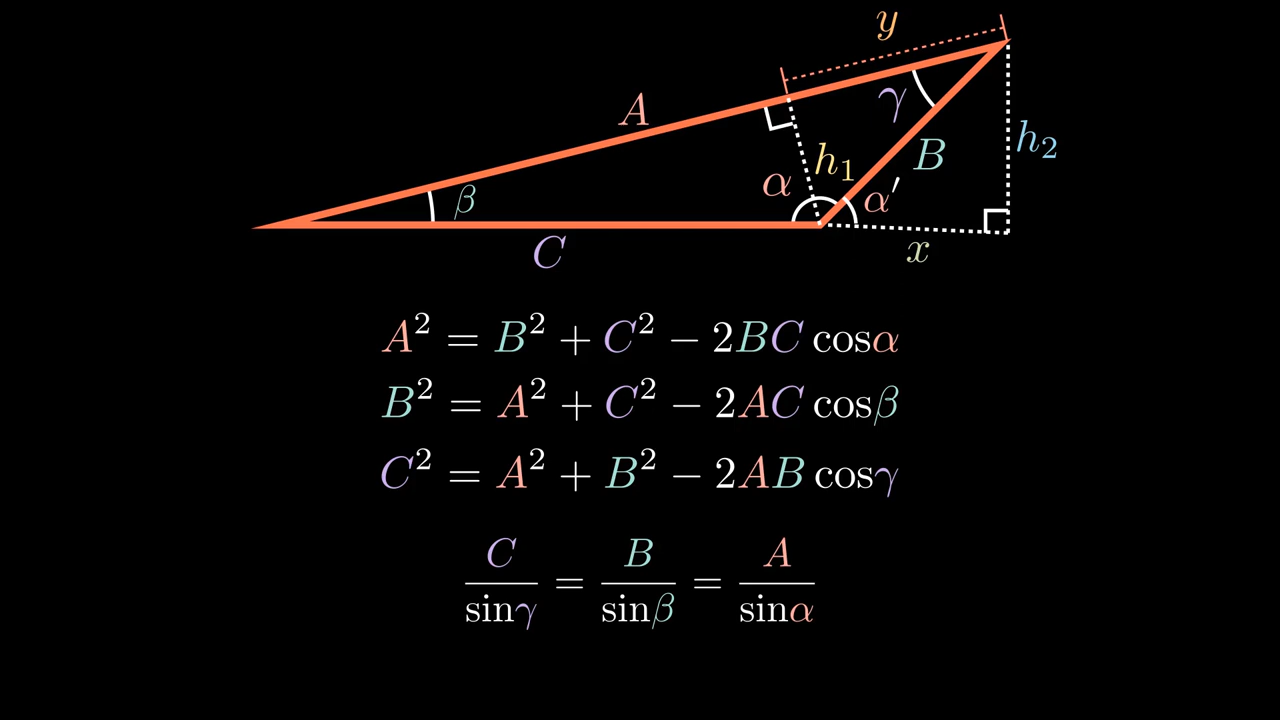 y
A
γ
h₂
B
h₁
α
α′
β
C
x
A² = B² + C² − 2BC cosα
B² = A² + C² − 2AC cosβ
C² = A² + B² − 2AB cosγ
C/sinγ = B/sinβ = A/sinα